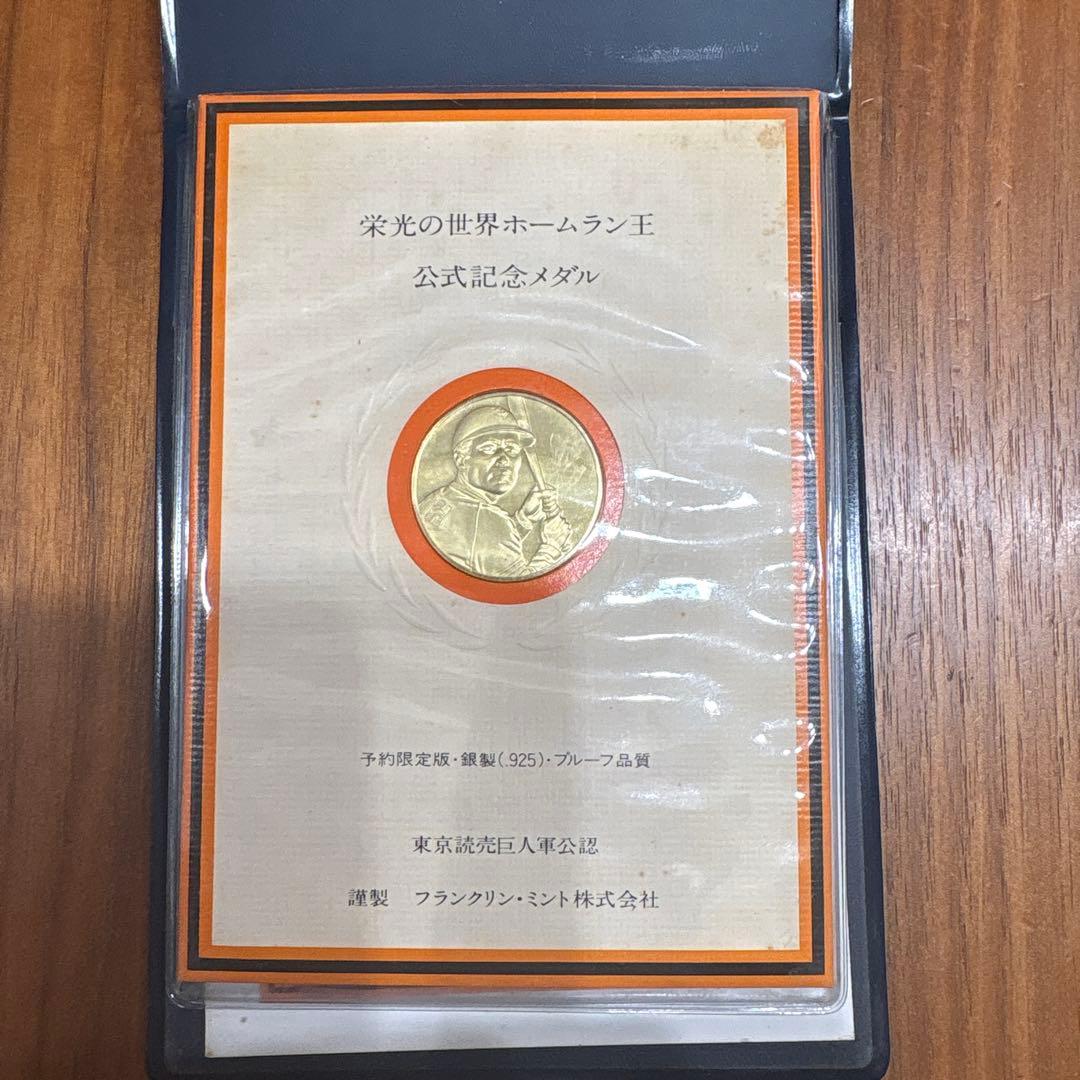 栄光の世界ホームラン王
公式記念メダル
予約限定版・銀製(.925)・プルーフ品質
東京読売巨人軍公認
謹製 フランクリン・ミント株式会社